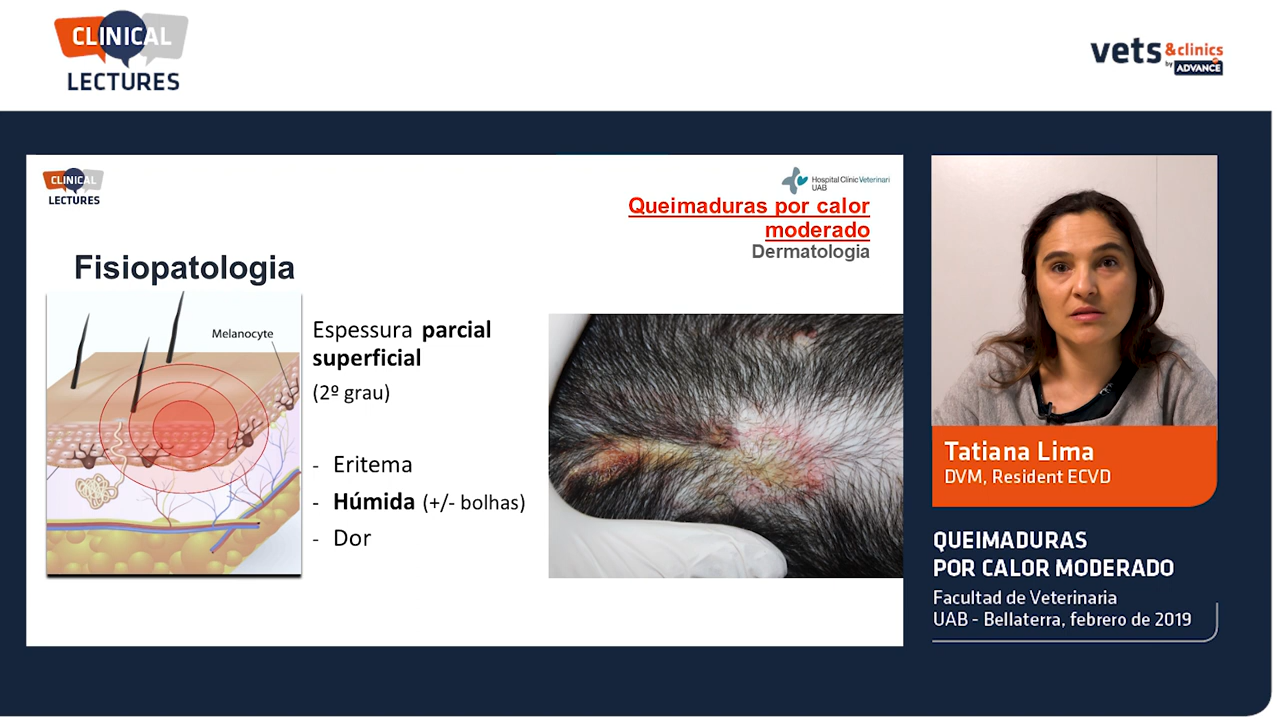 CLINICAL
LECTURES
vets &clinics
by ADVANCE
CLINICAL
LECTURES
Hospital Clínic Veterinari
UAB
Queimaduras por calor
moderado
Dermatologia
Fisiopatologia
Melanocyte
Espessura parcial
superficial
(2º grau)
- Eritema
- Húmida (+/- bolhas)
- Dor
Tatiana Lima
DVM, Resident ECVD
QUEIMADURAS
POR CALOR MODERADO
Facultad de Veterinaria
UAB - Bellaterra, febrero de 2019